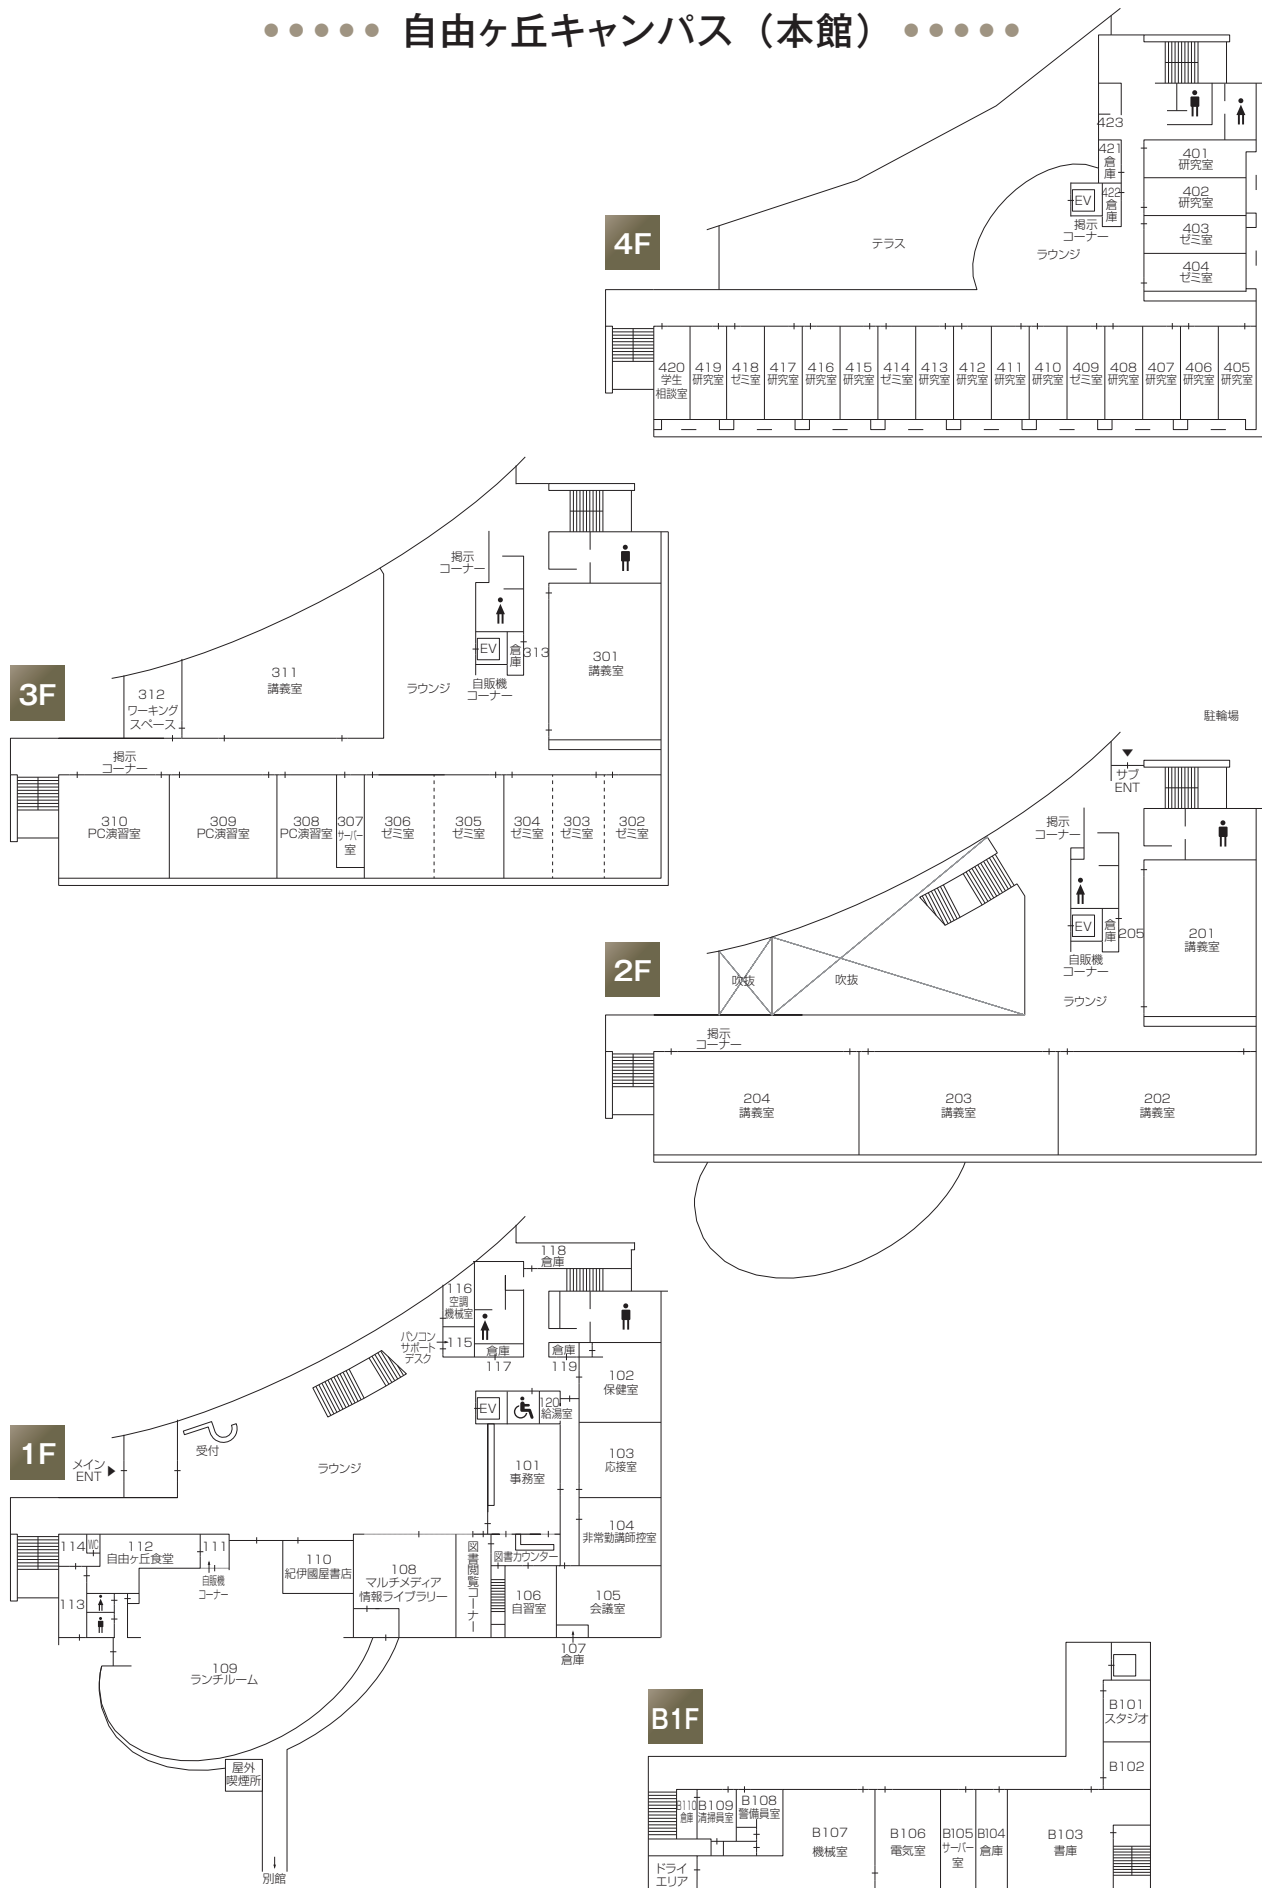 自由ヶ丘キャンパス（本館）
4F
423
421
倉庫
EV
422
倉庫
掲示
コーナー
テラス
ラウンジ
401
研究室
402
研究室
403
ゼミ室
404
ゼミ室
420
学生
相談室
419
研究室
418
ゼミ室
417
研究室
416
研究室
415
研究室
414
ゼミ室
413
研究室
412
研究室
411
研究室
410
研究室
409
ゼミ室
408
研究室
407
研究室
406
研究室
405
研究室
3F
掲示
コーナー
EV
倉庫
313
自販機
コーナー
ラウンジ
301
講義室
311
講義室
312
ワーキング
スペース
掲示
コーナー
310
PC演習室
309
PC演習室
308
PC演習室
307
サーバー
室
306
ゼミ室
305
ゼミ室
304
ゼミ室
303
ゼミ室
302
ゼミ室
2F
駐輪場
サブ
ENT
掲示
コーナー
EV
倉庫
205
自販機
コーナー
ラウンジ
201
講義室
吹抜
吹抜
掲示
コーナー
204
講義室
203
講義室
202
講義室
1F
118
倉庫
116
空調
機械室
パソコン
サポート
デスク
115
倉庫
117
倉庫
119
102
保健室
EV
120
給湯室
受付
メイン
ENT
ラウンジ
101
事務室
103
応接室
104
非常勤講師控室
114
WC
112
自由ヶ丘食堂
111
自販機
コーナー
110
紀伊國屋書店
108
マルチメディア
情報ライブラリー
図書閲覧コーナー
図書カウンター
106
自習室
105
会議室
113
107
倉庫
109
ランチルーム
屋外
喫煙所
別館
B1F
B101
スタジオ
B102
B110
倉庫
B109
清掃員室
B108
警備員室
B107
機械室
B106
電気室
B105
サーバー
室
B104
倉庫
B103
書庫
ドライ
エリア